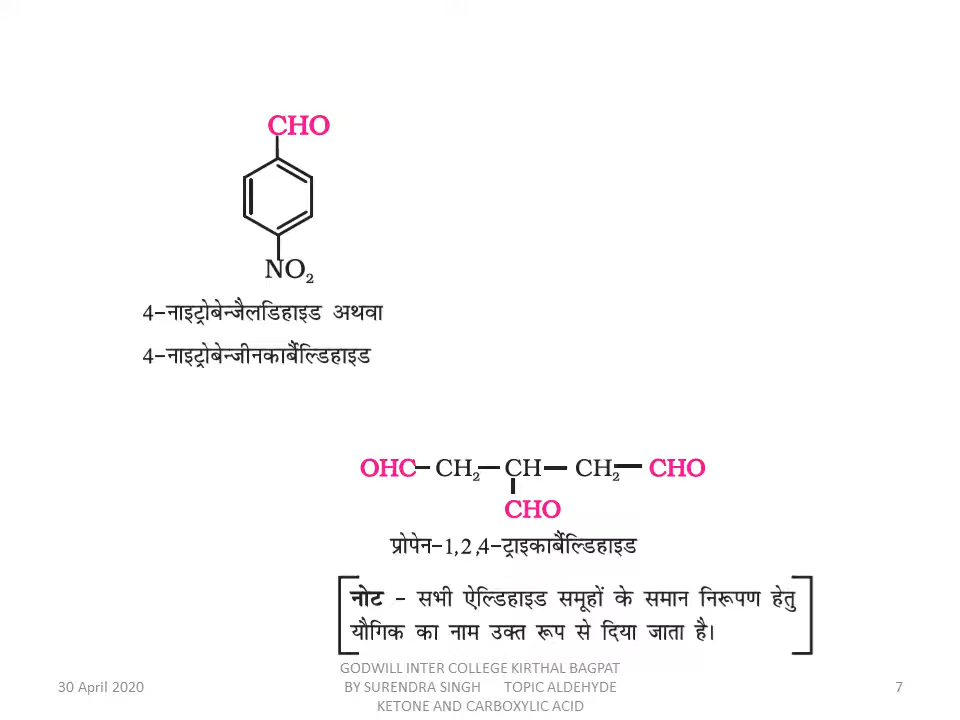 CHO
NO₂
4-नाइट्रोबेन्जैलडिहाइड अथवा
4-नाइट्रोबेन्जीनकार्बैल्डिहाइड
OHC–CH₂–CH–CH₂–CHO
CHO
प्रोपेन-1,2,4-ट्राइकार्बैल्डिहाइड
नोट - सभी ऐल्डिहाइड समूहों के समान निरूपण हेतु
यौगिक का नाम उक्त रूप से दिया जाता है।
GODWILL INTER COLLEGE KIRTHAL BAGPAT
30 April 2020 BY SURENDRA SINGH TOPIC ALDEHYDE 7
KETONE AND CARBOXYLIC ACID